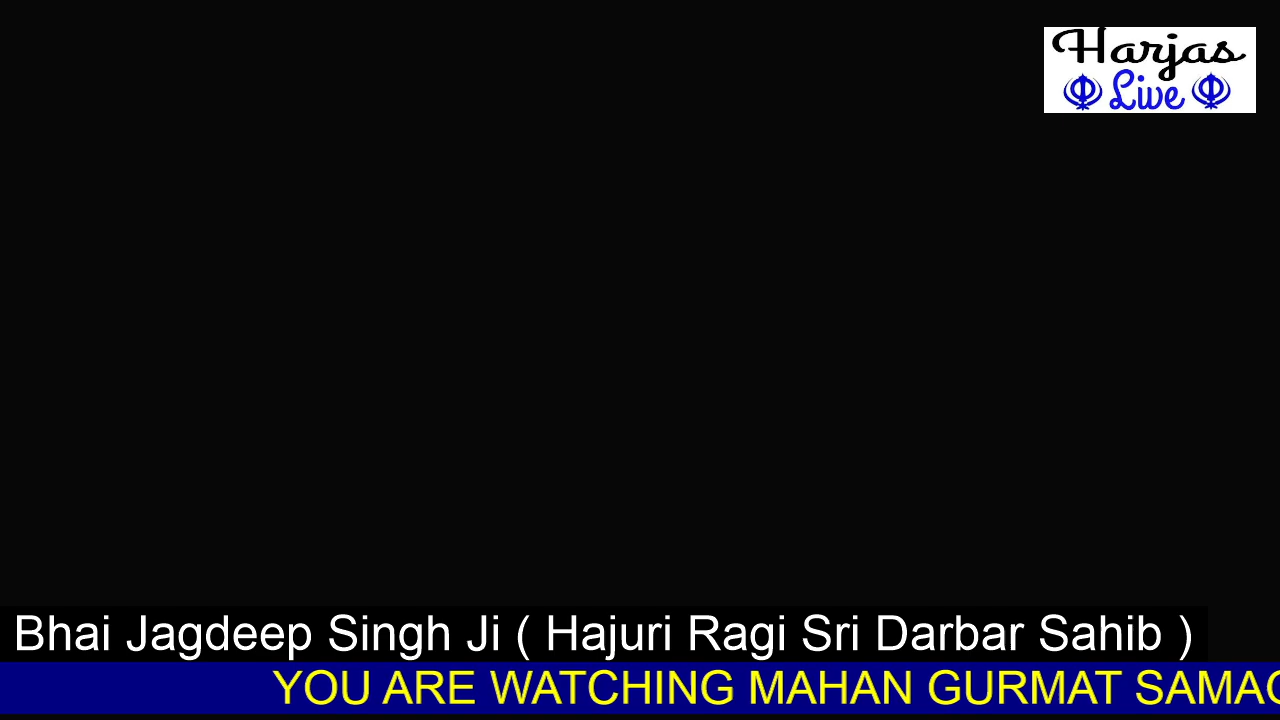 Harjas
Live
Bhai Jagdeep Singh Ji ( Hajuri Ragi Sri Darbar Sahib )
YOU ARE WATCHING MAHAN GURMAT